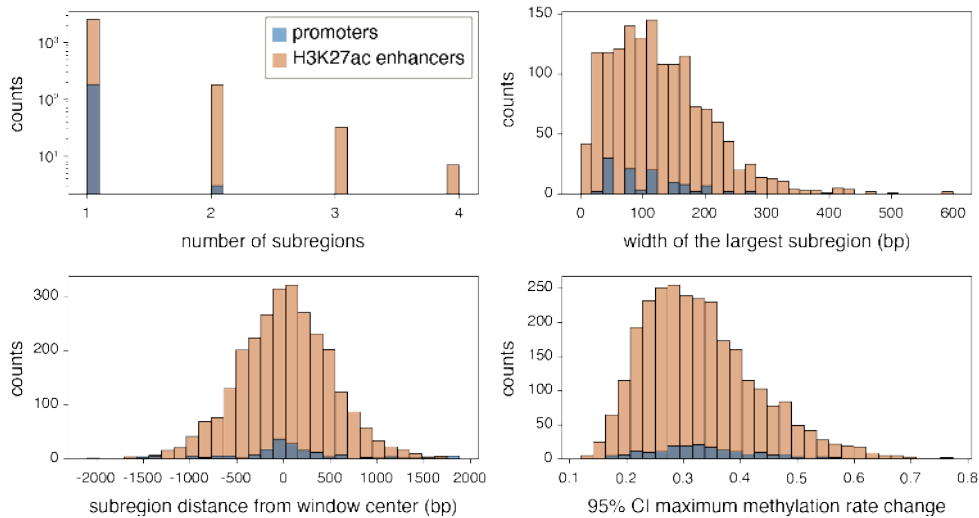 promoters
H3K27ac enhancers
counts
10³
10²
10¹
1 2 3 4
number of subregions
counts
150
100
50
0
0 100 200 300 400 500 600
width of the largest subregion (bp)
counts
300
200
100
0
-2000 -1500 -1000 -500 0 500 1000 1500 2000
subregion distance from window center (bp)
counts
250
200
150
100
50
0
0.1 0.2 0.3 0.4 0.5 0.6 0.7 0.8
95% CI maximum methylation rate change